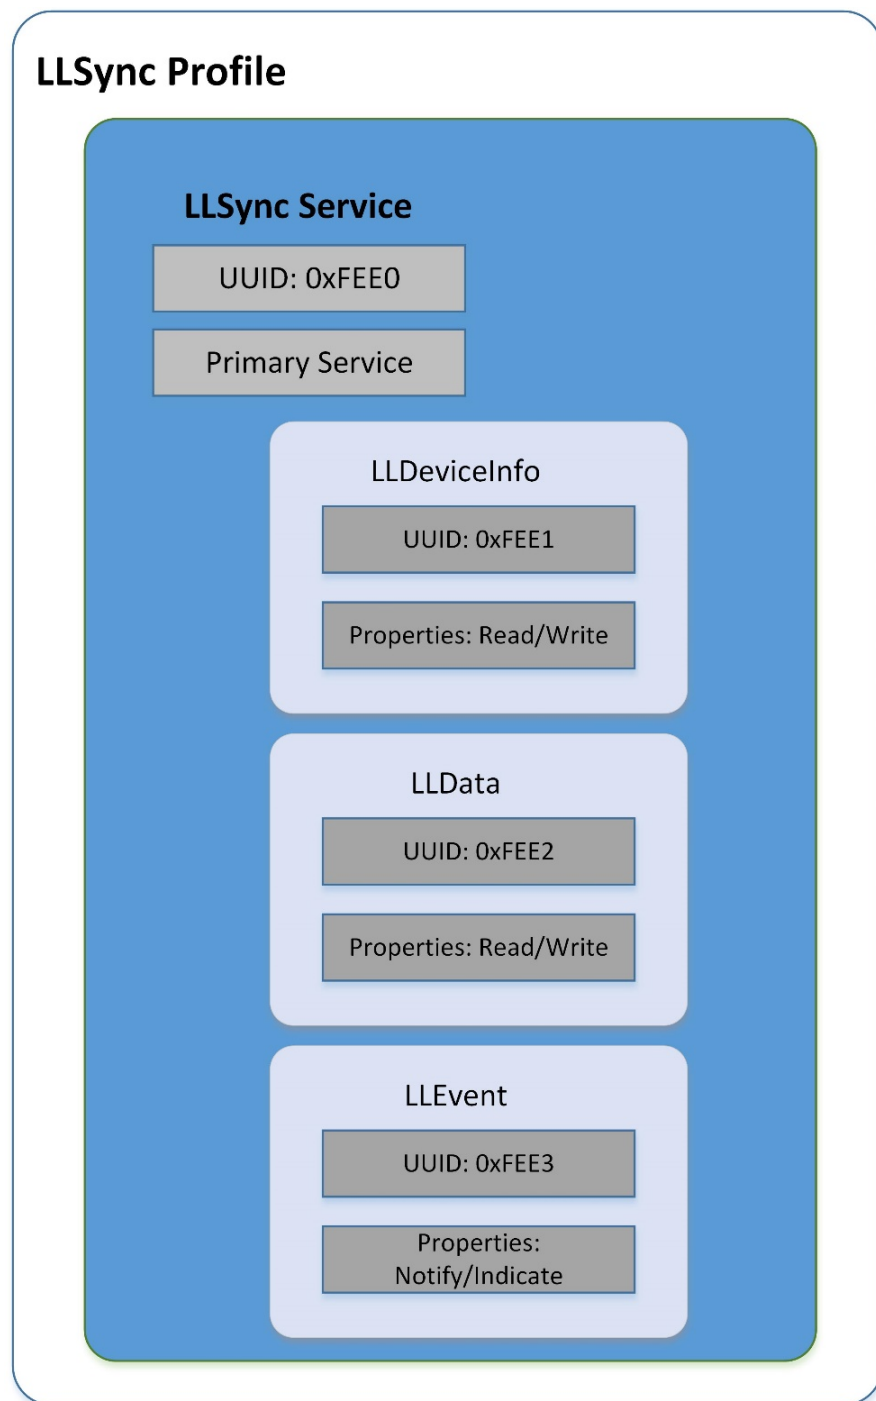 LLSync Profile
LLSync Service
UUID: 0xFEE0
Primary Service
LLDeviceInfo
UUID: 0xFEE1
Properties: Read/Write
LLData
UUID: 0xFEE2
Properties: Read/Write
LLEvent
UUID: 0xFEE3
Properties:
Notify/Indicate